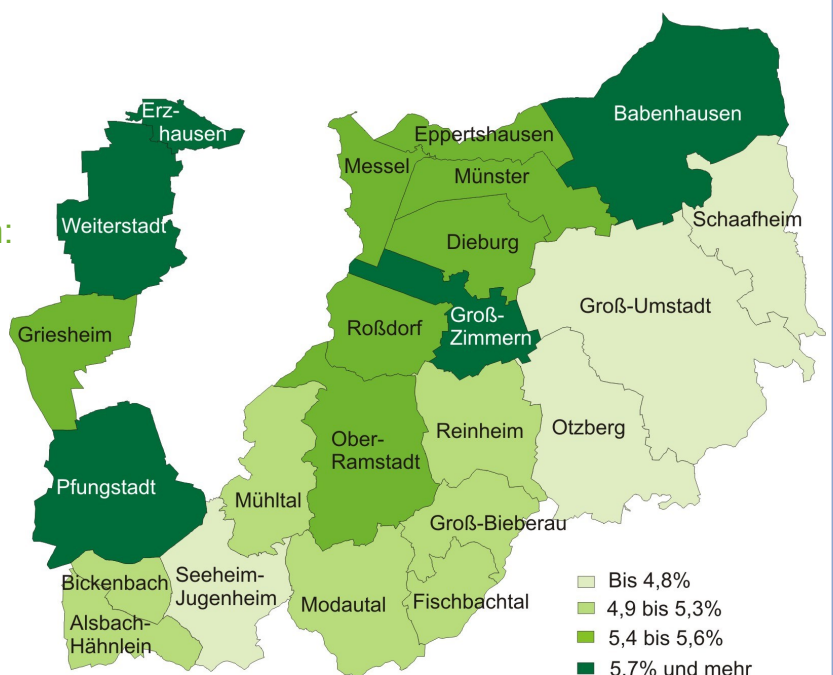 Erz-
hausen
Babenhausen
Eppertshausen
Messel
Münster
Weiterstadt
Schaafheim
n:
Dieburg
Griesheim
Roßdorf
Groß-
Zimmern
Groß-Umstadt
Ober-
Ramstadt
Reinheim
Otzberg
Pfungstadt
Mühltal
Groß-Bieberau
Bickenbach
Seeheim-
Jugenheim
Modautal
Fischbachtal
Alsbach-
Hähnlein
Bis 4,8%
4,9 bis 5,3%
5,4 bis 5,6%
5,7% und mehr